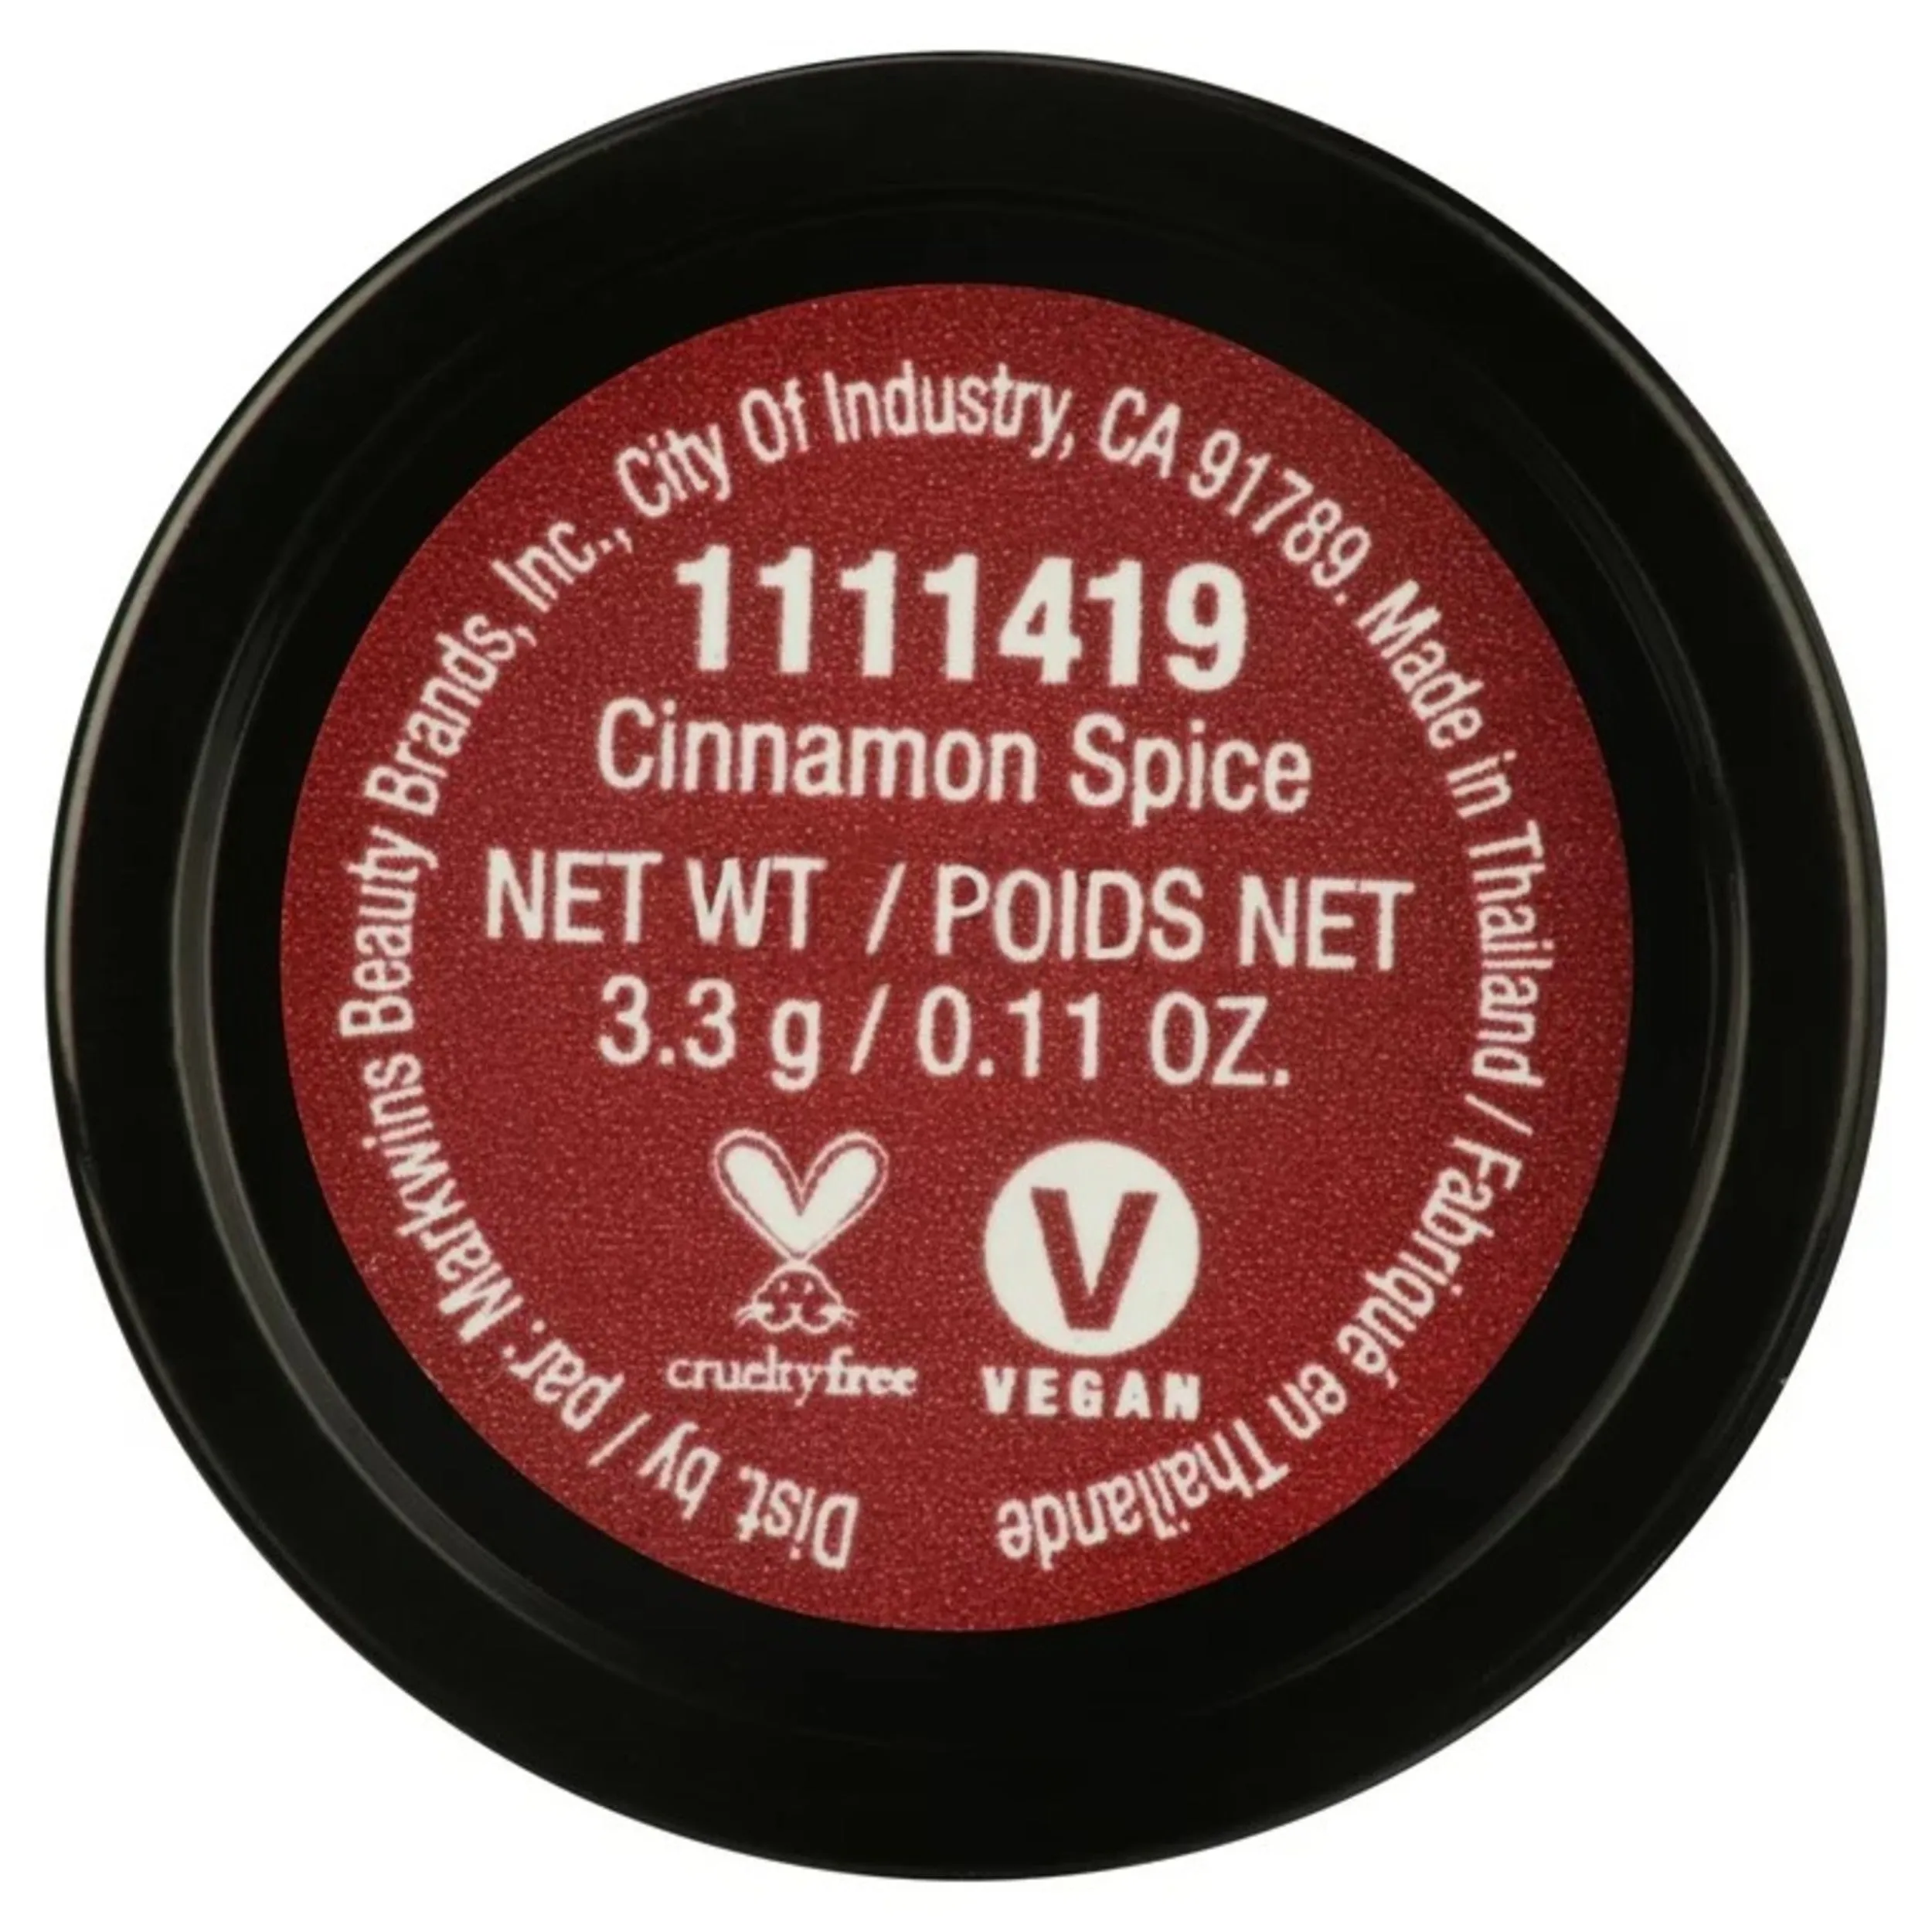 Dist. by / par: Markwins Beauty Brands, Inc., City Of Industry, CA 91789. Made in Thailand / Fabriqué en Thaïlande
1111419
Cinnamon Spice
NET WT / POIDS NET
3.3 g / 0.11 OZ.
crueltyfree
V
VEGAN